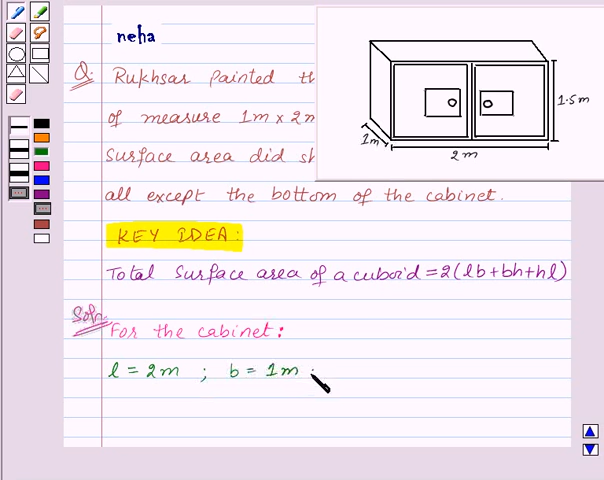 neha
Q. Rukhsar Painted th
of measure 1m x 2m
Surface area did sh
all except the bottom of the cabinet.
KEY IDEA:
Total Surface area of a cuboid = 2(lb+bh+hl)
Soln.
For the cabinet:
l = 2m ; b = 1m ;
1.5m
1m
2m